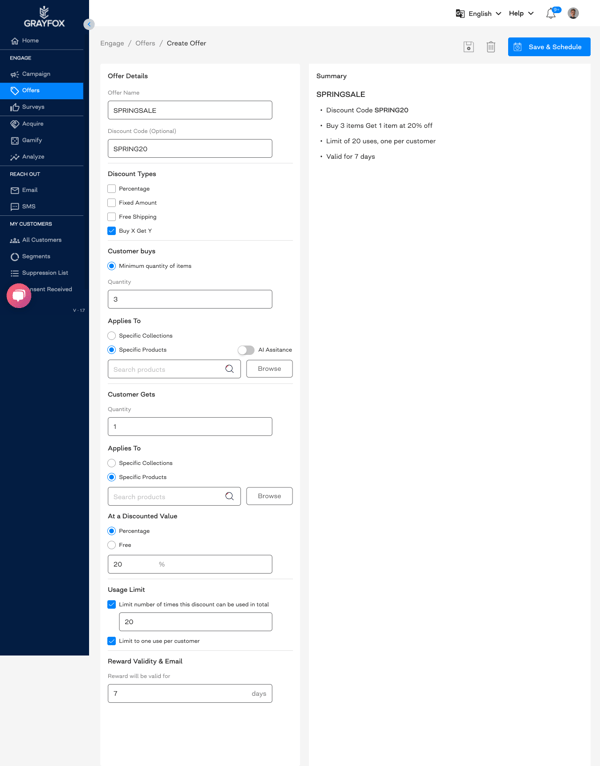 GRAYFOX
Home
ENGAGE
Campaign
Offers
Surveys
Acquire
Gamify
Analyze
REACH OUT
Email
SMS
MY CUSTOMERS
All Customers
Segments
Suppression List
onsent Received
V - 1.7
English
Help
9+
Engage / Offers / Create Offer
Save & Schedule
Offer Details
Offer Name
SPRINGSALE
Discount Code (Optional)
SPRING20
Discount Types
Percentage
Fixed Amount
Free Shipping
Buy X Get Y
Customer buys
Minimum quantity of items
Quantity
3
Applies To
Specific Collections
Specific Products
AI Assitance
Search products
Browse
Customer Gets
Quantity
1
Applies To
Specific Collections
Specific Products
Search products
Browse
At a Discounted Value
Percentage
Free
20 %
Usage Limit
Limit number of times this discount can be used in total
20
Limit to one use per customer
Reward Validity & Email
Reward will be valid for
7 days
Summary
SPRINGSALE
• Discount Code SPRING20
• Buy 3 items Get 1 item at 20% off
• Limit of 20 uses, one per customer
• Valid for 7 days